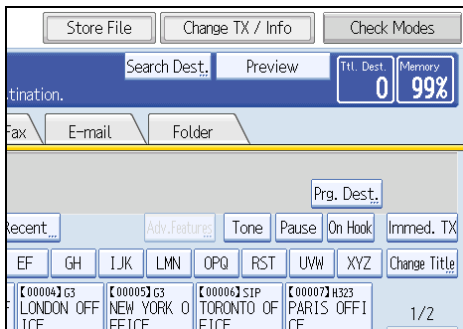 Store File Change TX / Info Check Modes
Search Dest. Preview Ttl. Dest. Memory
tination. 0 99%
Fax E-mail Folder
Prg. Dest.
Recent Adv.Features Tone Pause On Hook Immed. TX
EF GH IJK LMN OPQ RST UVW XYZ Change Title
【00004】G3 【00005】G3 【00006】SIP 【00007】H323
LONDON OFF NEW YORK O TORONTO OF PARIS OFFI 1/2
ICE FFICE FICE CE